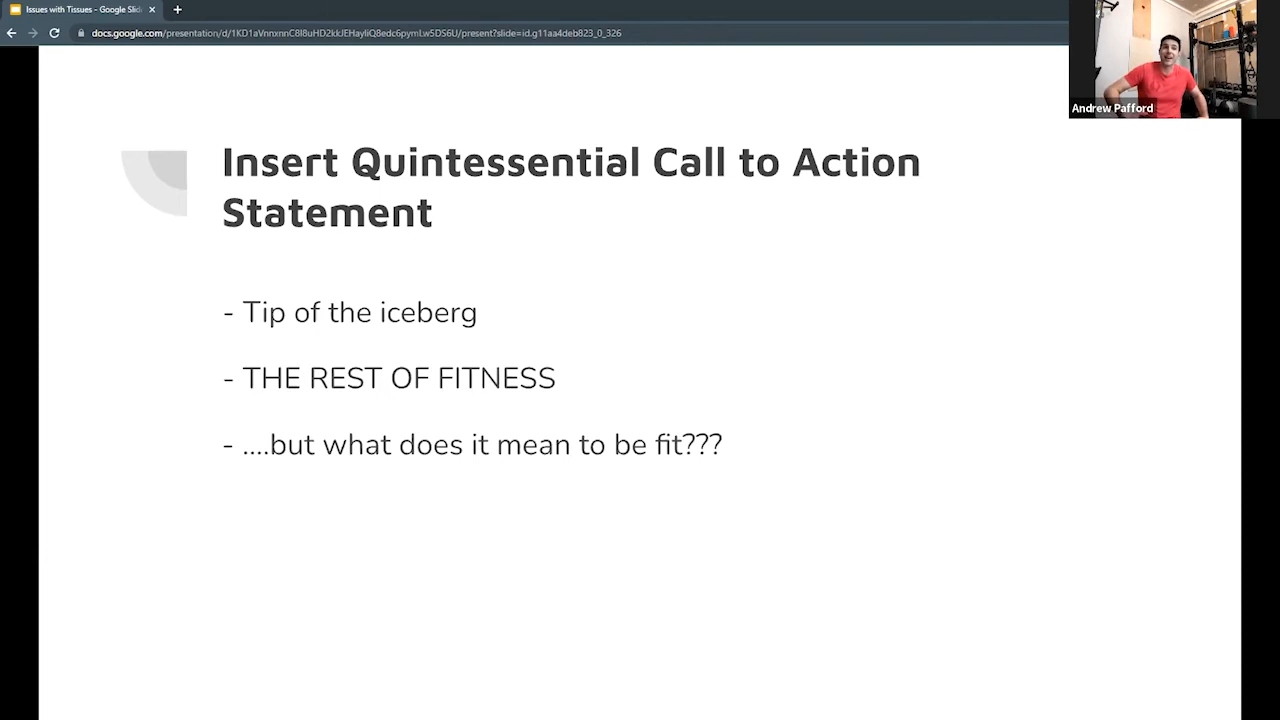 Issues with Tissues - Google Slid
docs.google.com/presentation/d/1KD1aVnnxnnC8I8uHD2kkJEHayliQ8edc6pymLw5DS6U/present?slide=id.g11aa4deb823_0_326
Andrew Pafford
Insert Quintessential Call to Action
Statement
- Tip of the iceberg
- THE REST OF FITNESS
- ....but what does it mean to be fit???